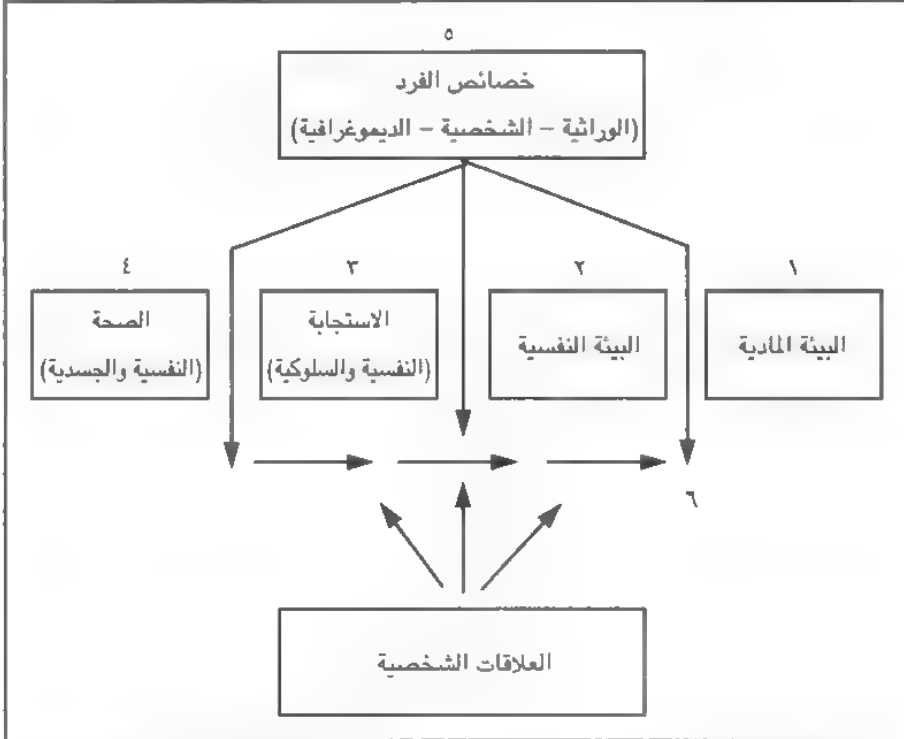 ٥
خصائص الفرد
(الوراثية – الشخصية – الديموغرافية)
١
البيئة المادية
٢
البيئة النفسية
٣
الاستجابة
(النفسية والسلوكية)
٤
الصحة
(النفسية والجسدية)
٦
العلاقات الشخصية